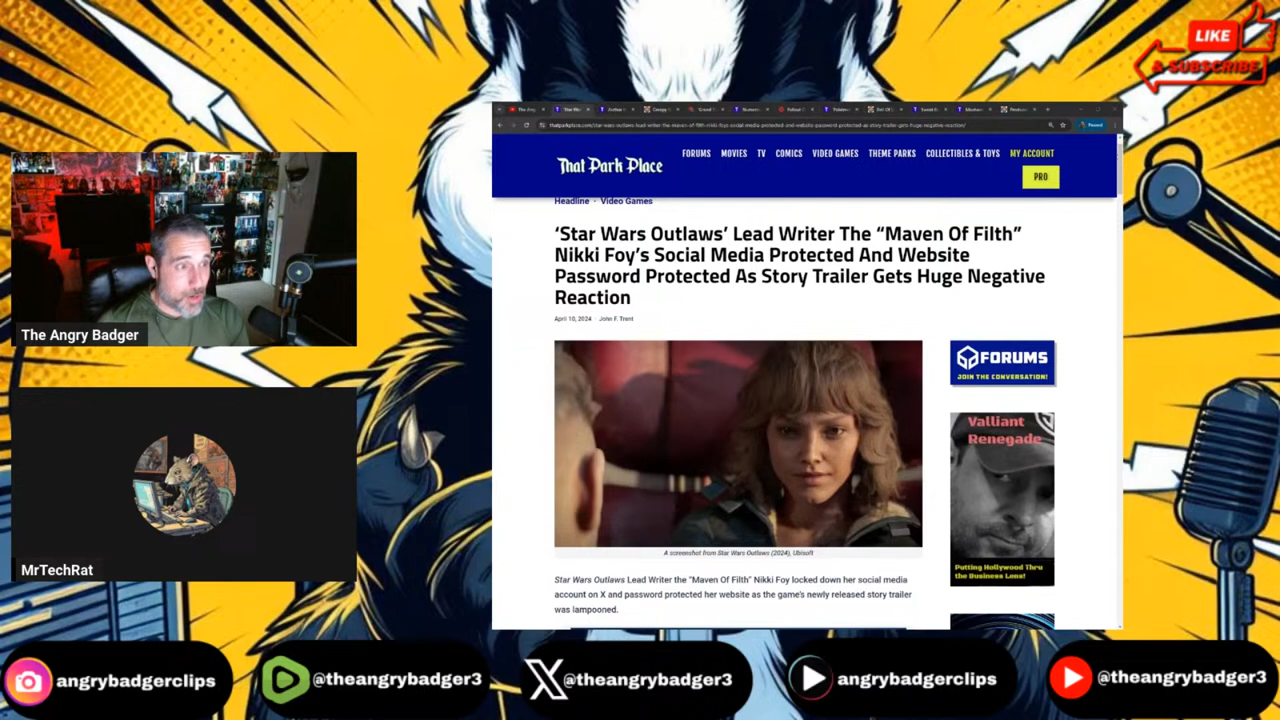 LIKE
& SUBSCRIBE
That Park Place
FORUMS MOVIES TV COMICS VIDEO GAMES THEME PARKS COLLECTIBLES & TOYS MY ACCOUNT
PRO
Headline · Video Games
‘Star Wars Outlaws’ Lead Writer The “Maven Of Filth”
Nikki Foy’s Social Media Protected And Website
Password Protected As Story Trailer Gets Huge Negative
Reaction
April 10, 2024 · John F. Trent
FORUMS
JOIN THE CONVERSATION!
Valliant
Renegade
Putting Hollywood Thru
the Business Lens!
A screenshot from Star Wars Outlaws (2024), Ubisoft
Star Wars Outlaws Lead Writer the “Maven Of Filth” Nikki Foy locked down her social media
account on X and password protected her website as the game’s newly released story trailer
was lampooned.
The Angry Badger
MrTechRat
angrybadgerclips
@theangrybadger3
@theangrybadger3
angrybadgerclips
@theangrybadger3